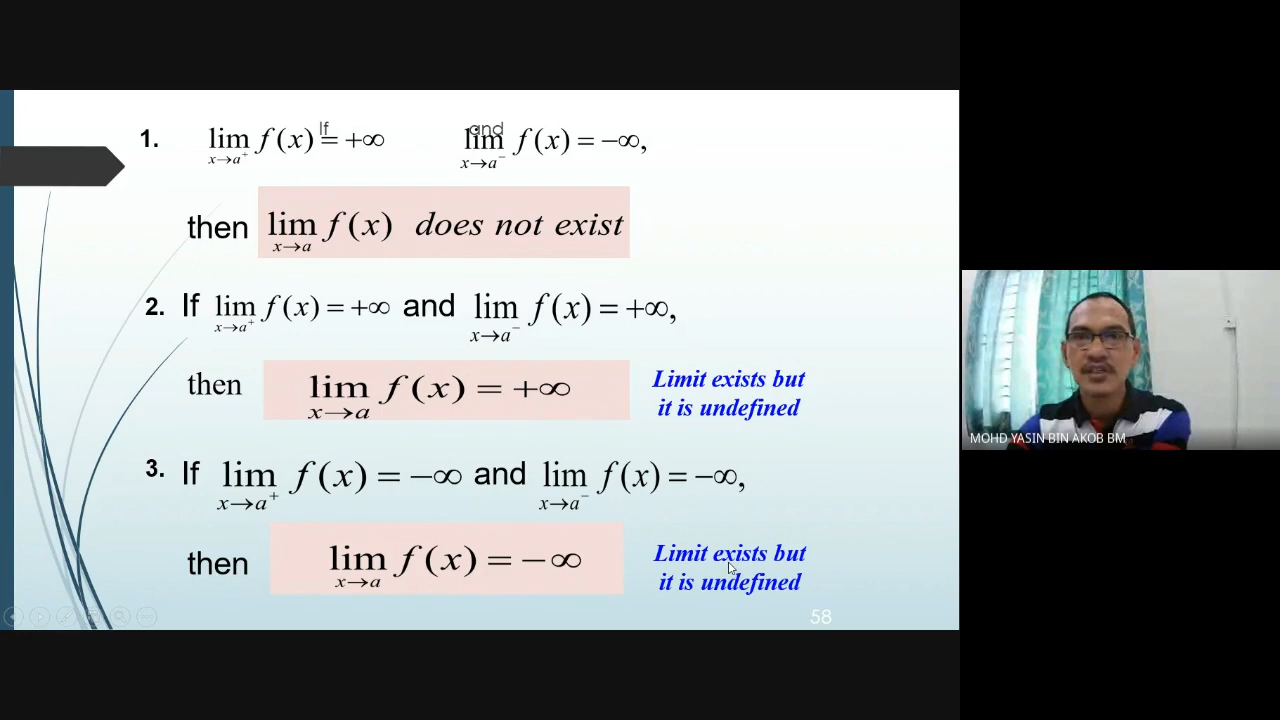 1. If lim x→a⁺ f(x) = +∞ and lim x→a⁻ f(x) = −∞,
then lim x→a f(x) does not exist
2. If lim x→a⁺ f(x) = +∞ and lim x→a⁻ f(x) = +∞,
then lim x→a f(x) = +∞
Limit exists but
it is undefined
3. If lim x→a⁺ f(x) = −∞ and lim x→a⁻ f(x) = −∞,
then lim x→a f(x) = −∞
Limit exists but
it is undefined
58
MOHD YASIN BIN AKOB BM